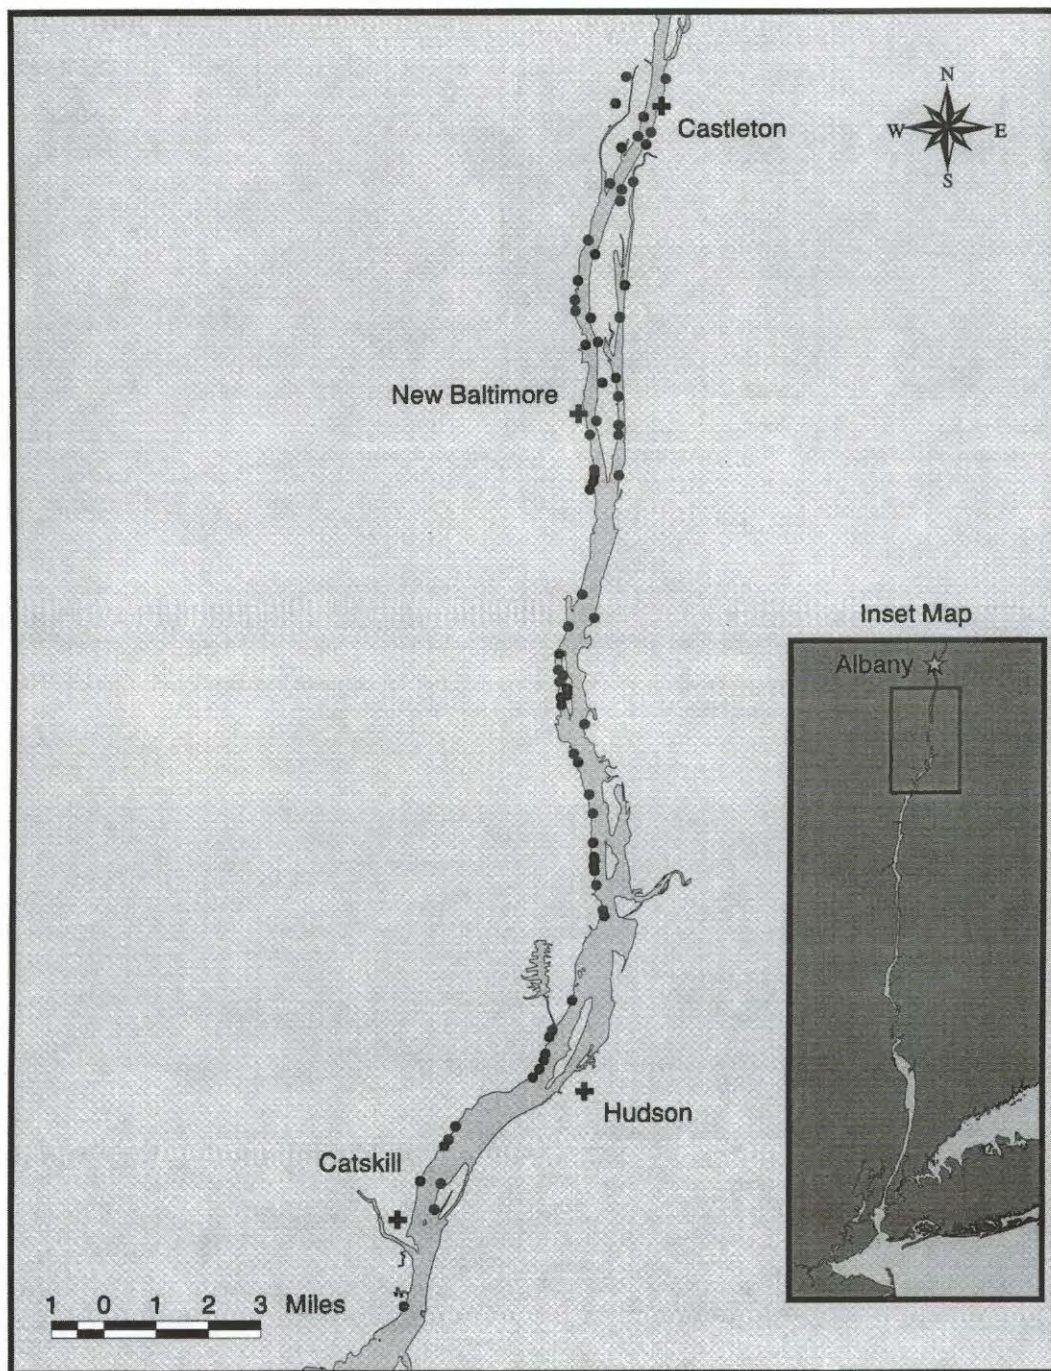 N
W E
S
Castleton
New Baltimore
Inset Map
Albany
Hudson
Catskill
1 0 1 2 3 Miles